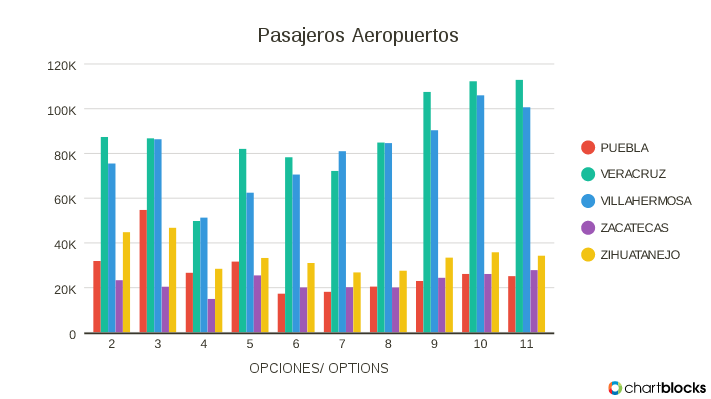 Pasajeros Aeropuertos
120K
100K
80K
60K
40K
20K
0
2 3 4 5 6 7 8 9 10 11
OPCIONES/ OPTIONS
PUEBLA
VERACRUZ
VILLAHERMOSA
ZACATECAS
ZIHUATANEJO
chartblocks